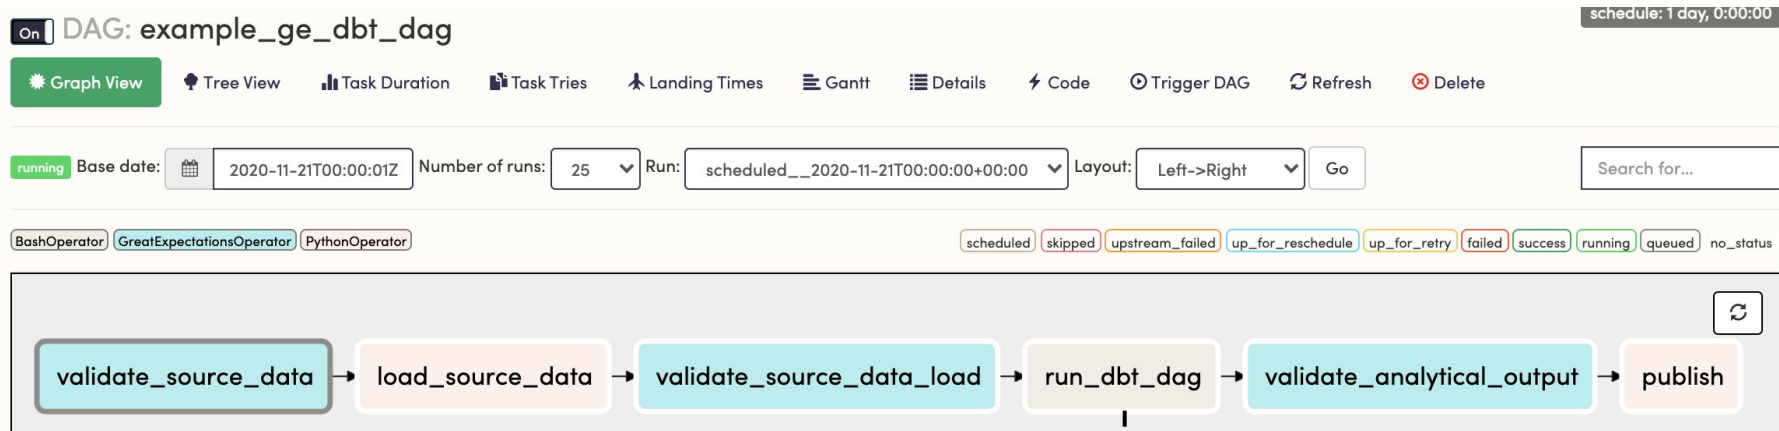 schedule: 1 day, 0:00:00
On DAG: example_ge_dbt_dag
Graph View Tree View Task Duration Task Tries Landing Times Gantt Details Code Trigger DAG Refresh Delete
running Base date: 2020-11-21T00:00:01Z Number of runs: 25 Run: scheduled__2020-11-21T00:00:00+00:00 Layout: Left->Right Go Search for...
BashOperator GreatExpectationsOperator PythonOperator scheduled skipped upstream_failed up_for_reschedule up_for_retry failed success running queued no_status
validate_source_data load_source_data validate_source_data_load run_dbt_dag validate_analytical_output publish